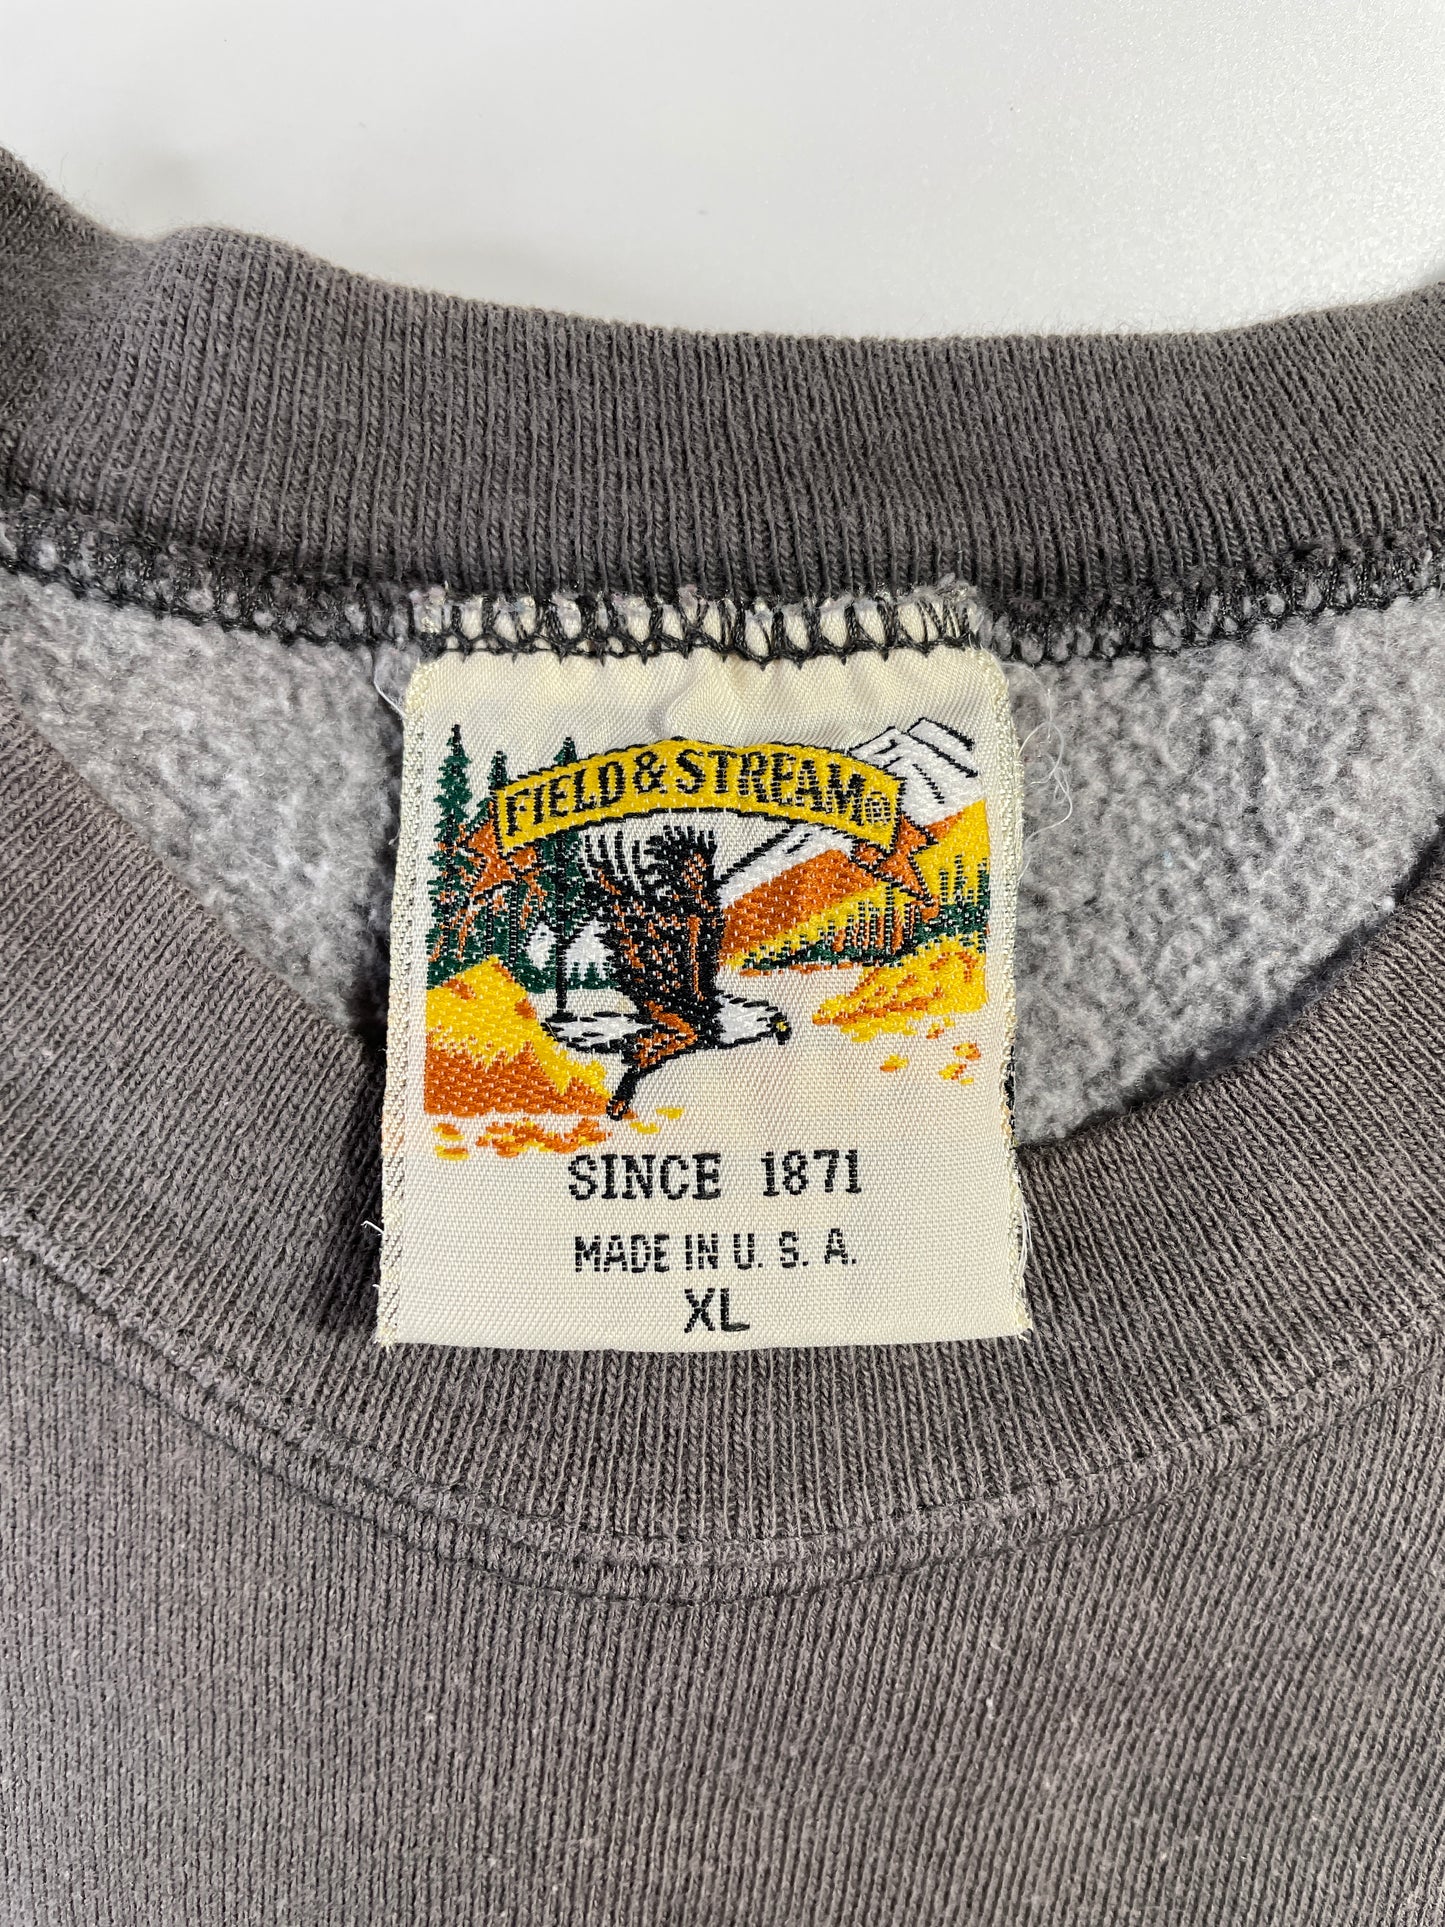 FIELD & STREAM®
SINCE 1871
MADE IN U. S. A.
XL